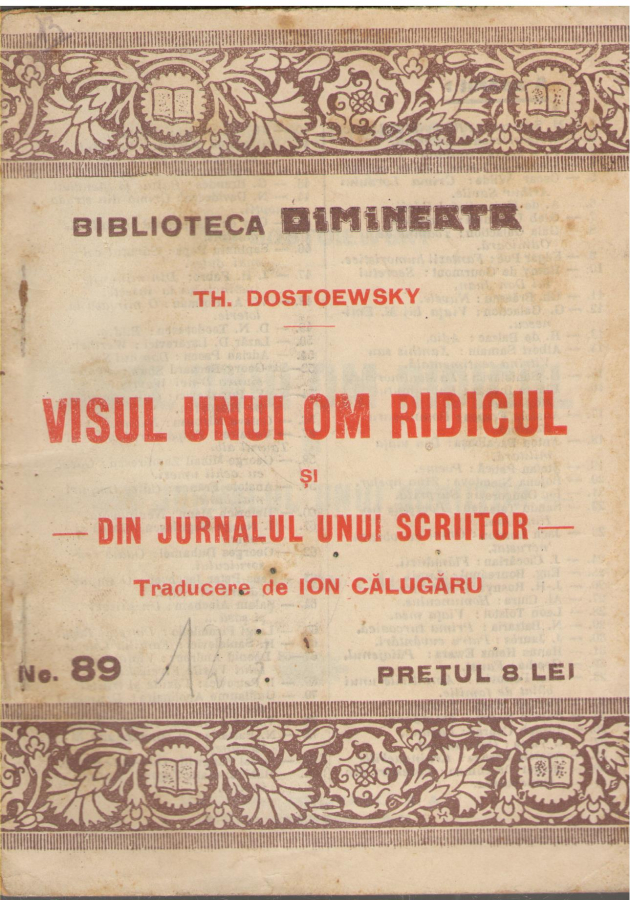 BIBLIOTECA DIMINEAȚA
TH. DOSTOEWSKY
VISUL UNUI OM RIDICUL
ȘI
— DIN JURNALUL UNUI SCRIITOR —
Traducere de ION CĂLUGĂRU
No. 89
123
PREȚUL 8 LEI